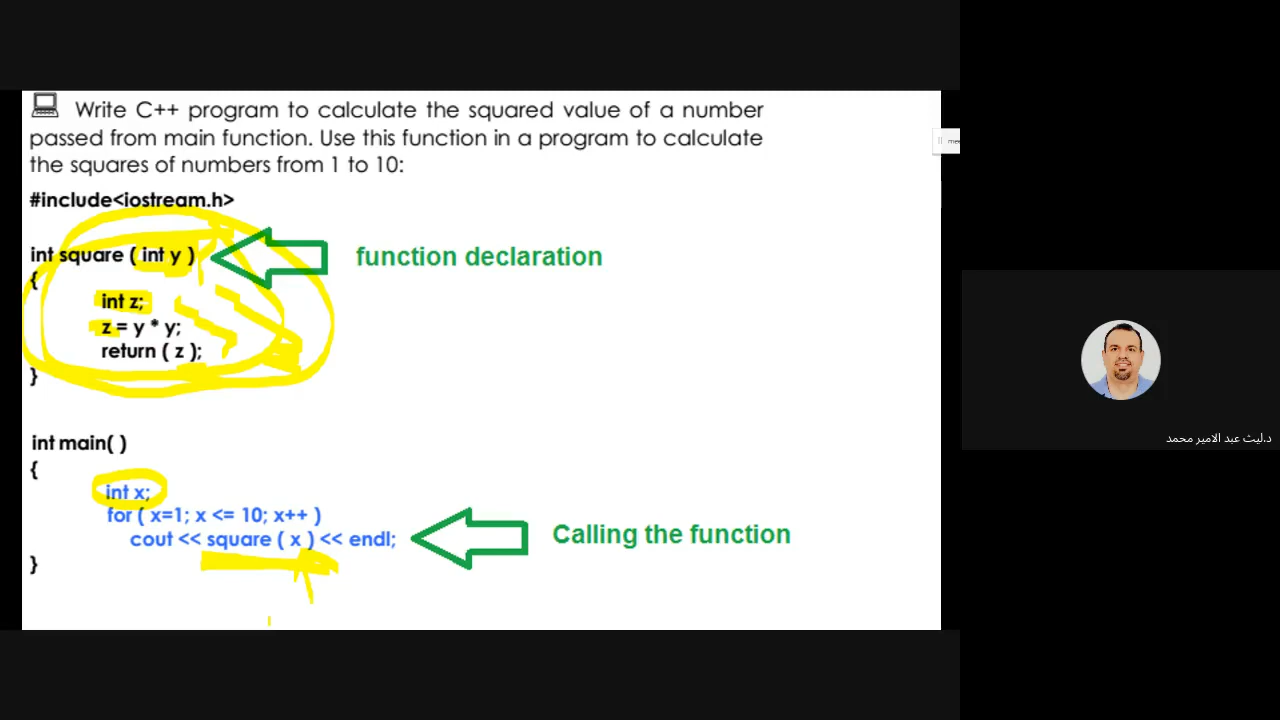 Write C++ program to calculate the squared value of a number
passed from main function. Use this function in a program to calculate
the squares of numbers from 1 to 10:
#include<iostream.h>
int square ( int y )
function declaration
{
int z;
z = y * y;
return ( z );
}
int main( )
{
int x;
for ( x=1; x <= 10; x++ )
cout << square ( x ) << endl;
Calling the function
}
د.ليث عبد الامير محمد